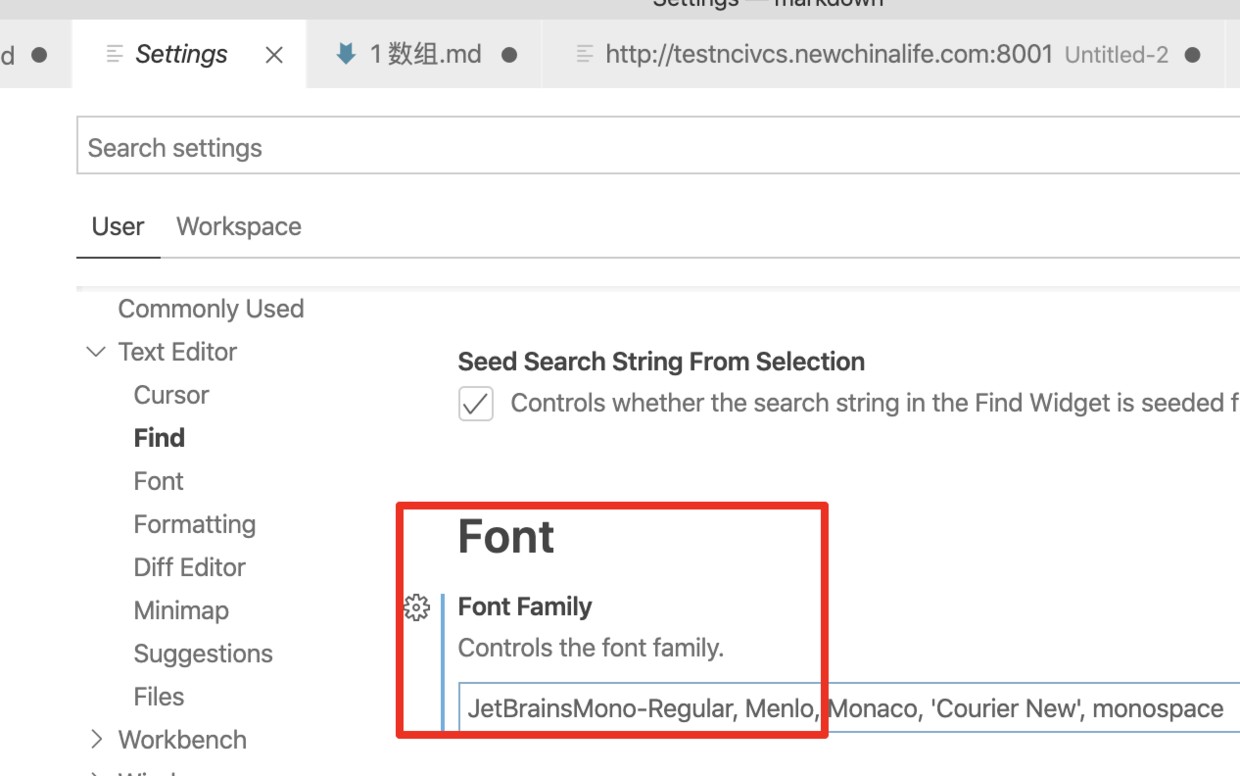 Settings — markdown
d ● Settings × 1 数组.md ● http://testncivcs.newchinalife.com:8001 Untitled-2 ●
Search settings
User Workspace
Commonly Used
Text Editor
Seed Search String From Selection
Cursor
Controls whether the search string in the Find Widget is seeded f
Find
Font
Formatting
Font
Diff Editor
Minimap
Font Family
Controls the font family.
Suggestions
Files
JetBrainsMono-Regular, Menlo, Monaco, 'Courier New', monospace
Workbench